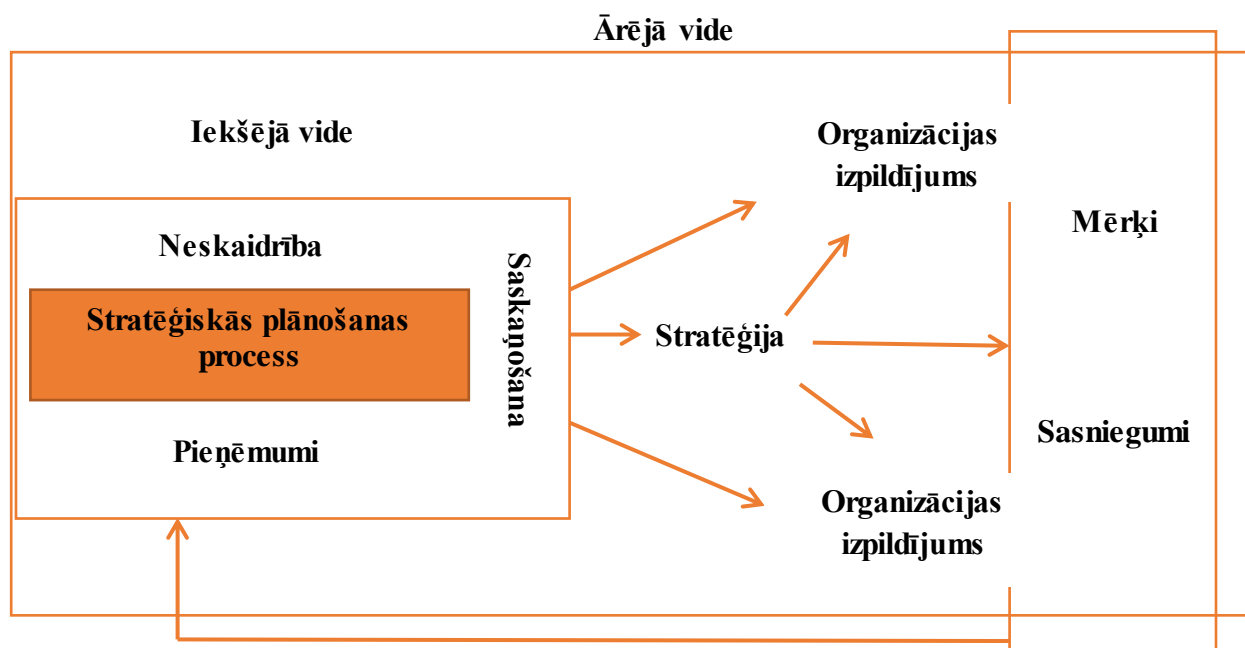 Ārējā vide
Iekšējā vide
Neskaidrība
Stratēģiskās plānošanas
process
Pieņēmumi
Saskaņošana
Stratēģija
Organizācijas
izpildījums
Organizācijas
izpildījums
Mērķi
Sasniegumi